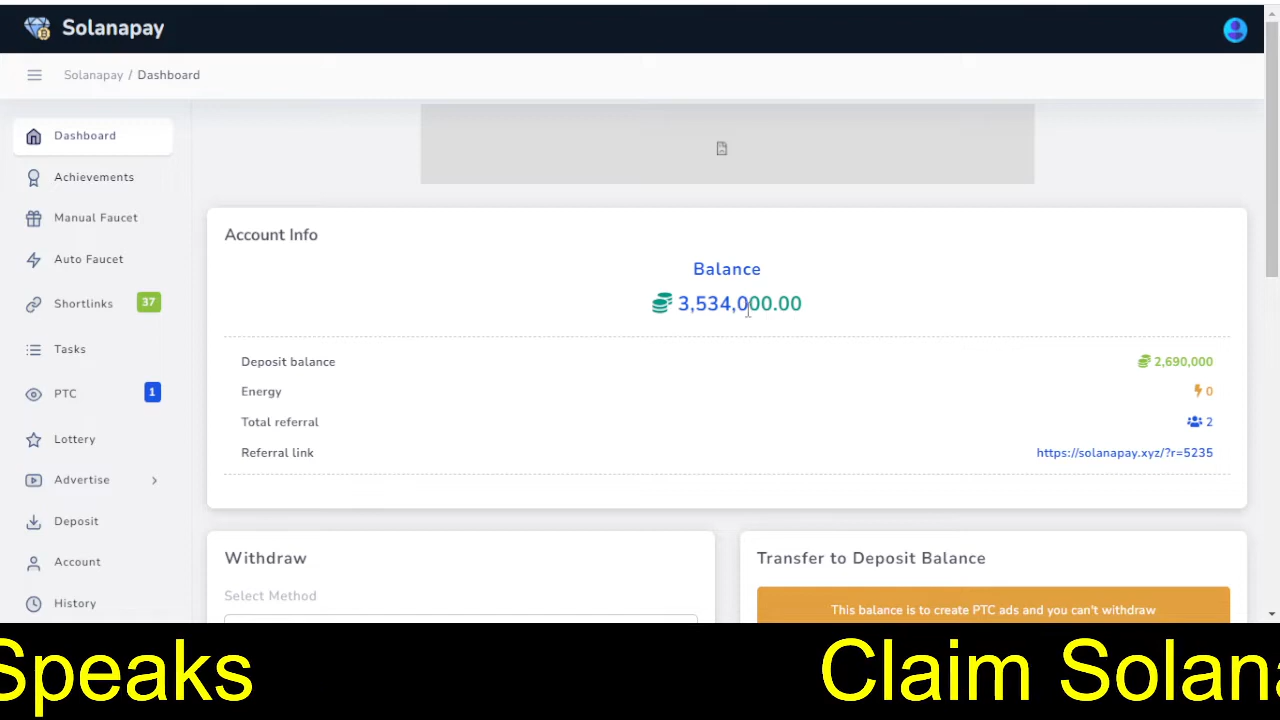 Solanapay
Solanapay / Dashboard
Dashboard
Achievements
Manual Faucet
Auto Faucet
Shortlinks 37
Tasks
PTC 1
Lottery
Advertise
Deposit
Account
History
Account Info
Balance
3,534,000.00
Deposit balance 2,690,000
Energy 0
Total referral 2
Referral link https://solanapay.xyz/?r=5235
Withdraw
Select Method
Transfer to Deposit Balance
This balance is to create PTC ads and you can't withdraw
Speaks Claim Solana